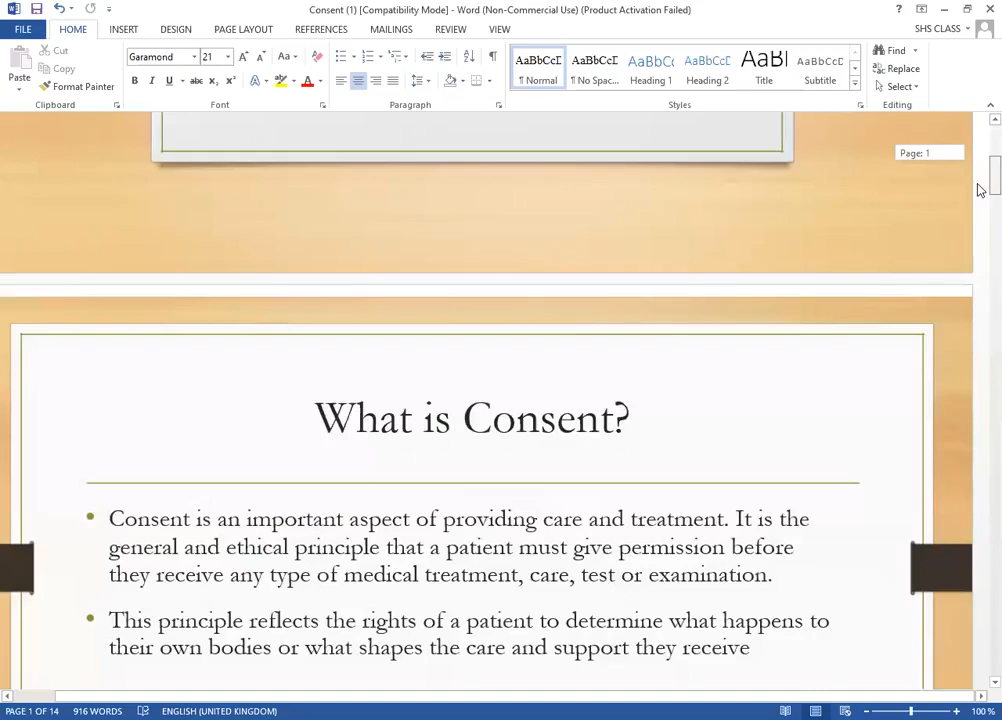 Consent (1) [Compatibility Mode] - Word (Non-Commercial Use) (Product Activation Failed)
FILE HOME INSERT DESIGN PAGE LAYOUT REFERENCES MAILINGS REVIEW VIEW SHS CLASS
Paste
Cut
Copy
Format Painter
Clipboard
Garamond 21
Font
Paragraph
AaBbCcD AaBbCcD AaBbC AaBbCcC AaBl AaBbCcD
¶ Normal ¶ No Spac... Heading 1 Heading 2 Title Subtitle
Styles
Find
Replace
Select
Editing
Page: 1
What is Consent?
• Consent is an important aspect of providing care and treatment. It is the
general and ethical principle that a patient must give permission before
they receive any type of medical treatment, care, test or examination.
• This principle reflects the rights of a patient to determine what happens to
their own bodies or what shapes the care and support they receive
PAGE 1 OF 14 916 WORDS ENGLISH (UNITED KINGDOM) 100 %